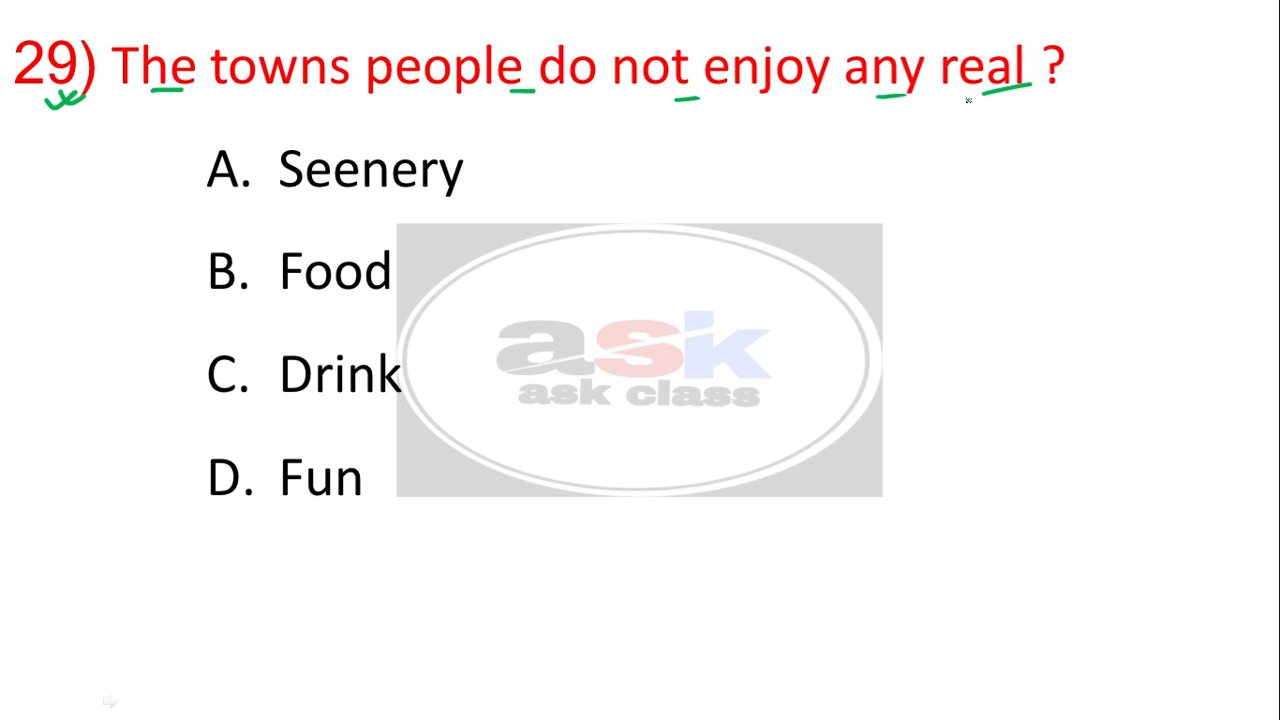 29) The towns people do not enjoy any real ?
A. Seenery
B. Food
C. Drink
D. Fun
ask
ask class